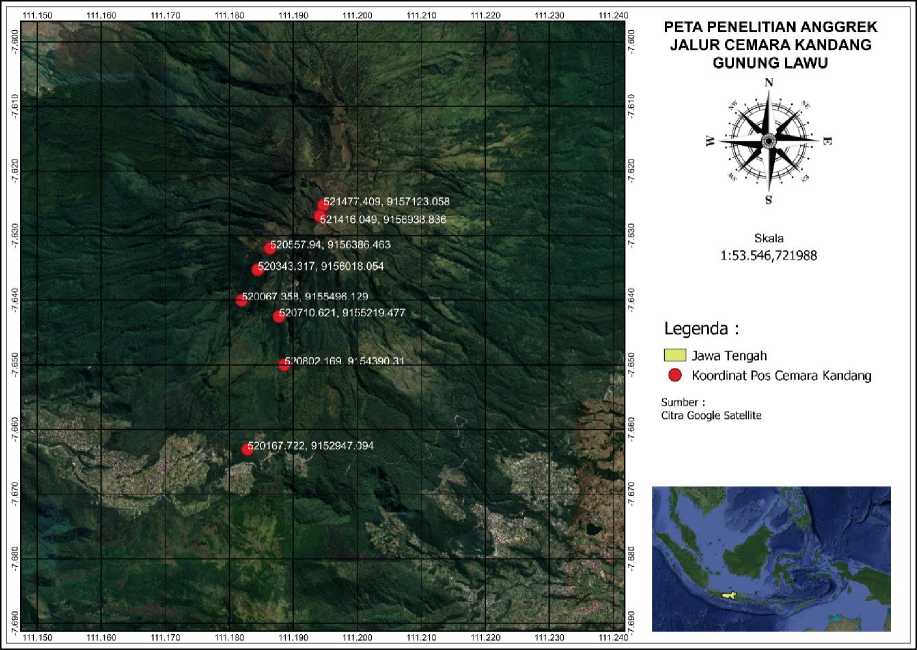 111.150 111.160 111.170 111.180 111.190 111.200 111.210 111.220 111.230 111.240
-7.600
-7.610
-7.620
-7.630
-7.640
-7.650
-7.660
-7.670
-7.680
-7.690
521477.409, 9157123.058
521416.049, 9156938.836
520557.94, 9156386.463
520343.317, 9156018.054
520067.358, 9155496.129
520710.621, 9155219.477
520802.169, 9154390.31
520167.722, 9152947.094
-7.600
-7.610
-7.620
-7.630
-7.640
-7.650
-7.660
-7.670
-7.680
-7.690
111.150 111.160 111.170 111.180 111.190 111.200 111.210 111.220 111.230 111.240
PETA PENELITIAN ANGGREK
JALUR CEMARA KANDANG
GUNUNG LAWU
N
NW NE
W E
S
Skala
1:53.546,721988
Legenda :
Jawa Tengah
Koordinat Pos Cemara Kandang
Sumber :
Citra Google Satellite